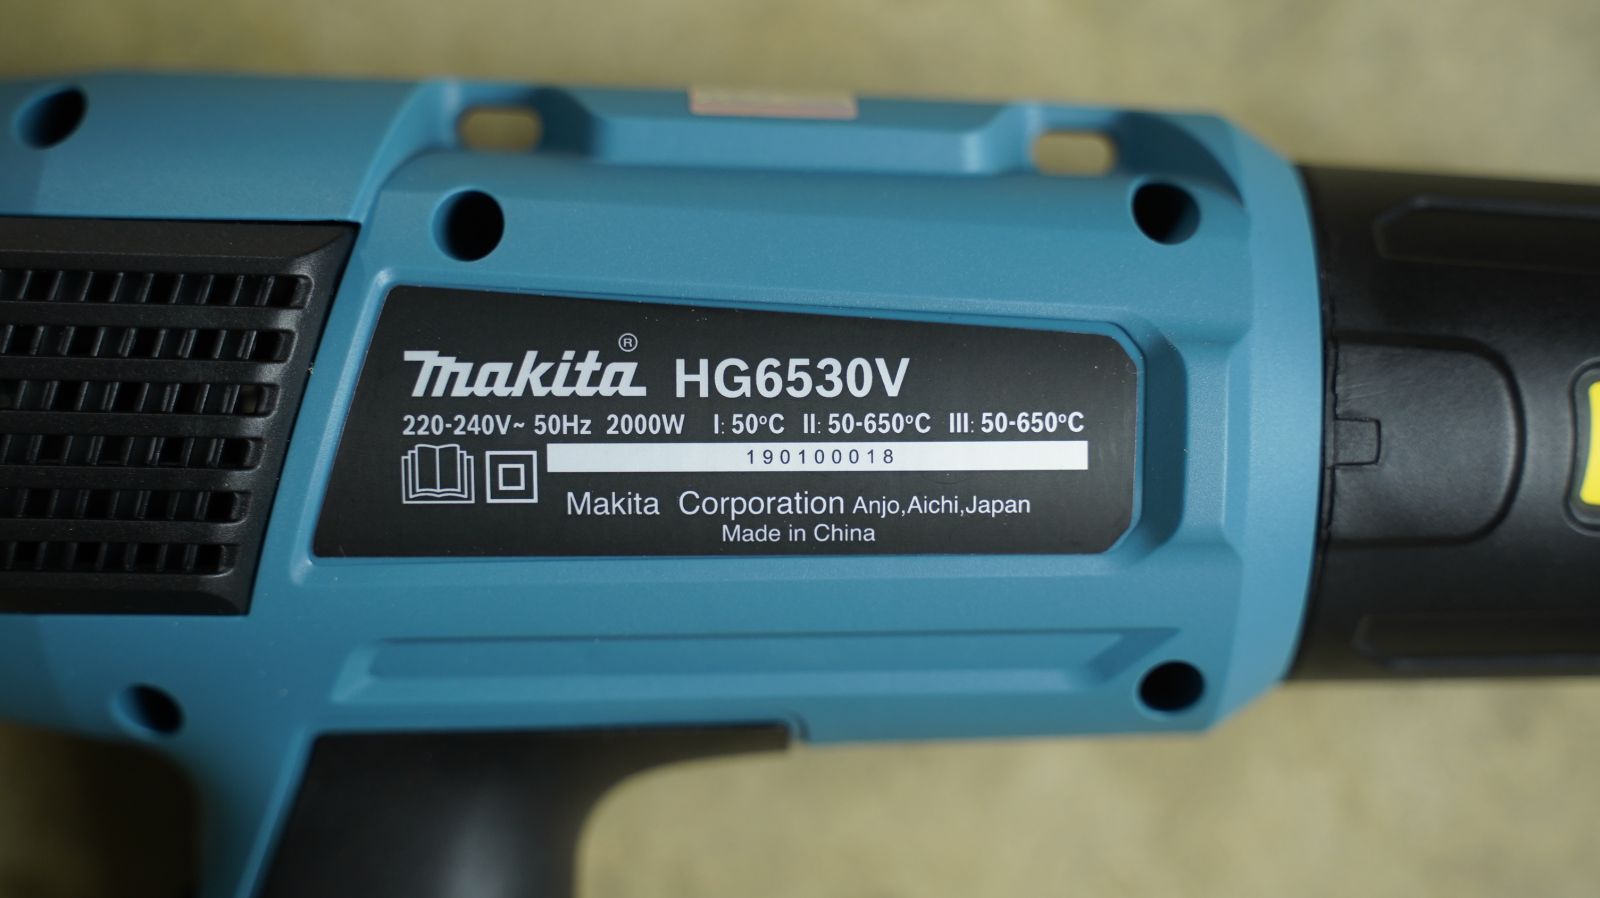 makita® HG6530V
220-240V~ 50Hz 2000W I: 50°C II: 50-650°C III: 50-650°C
190100018
Makita Corporation Anjo,Aichi,Japan
Made in China